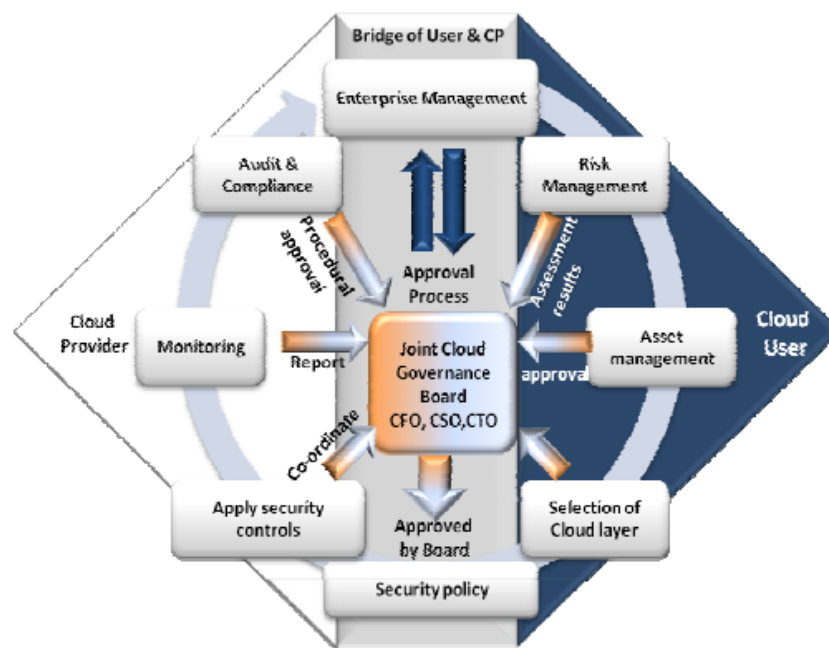 Bridge of User & CP
Enterprise Management
Audit &
Compliance
Risk
Management
Procedural
approval
Approval
Process
Assessment
results
Cloud
Provider
Monitoring
Report
Joint Cloud
Governance
Board
CFO, CSO,CTO
approval
Asset
management
Cloud
User
Co-ordinate
Apply security
controls
Approved
by Board
Selection of
Cloud layer
Security policy